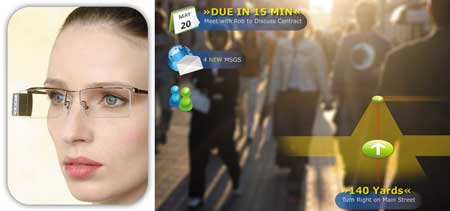 MAY
20
»DUE IN 15 MIN«
Meet with Rob to Discuss Contract
4 NEW MSGS
»140 Yards«
Turn Right on Main Street